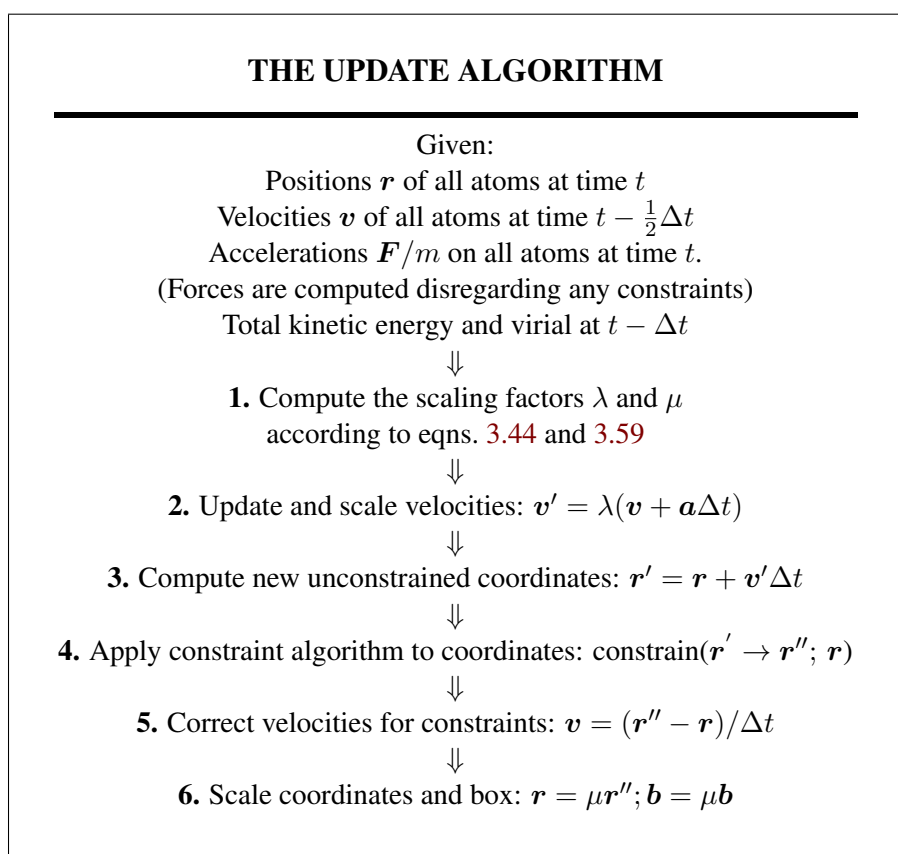 THE UPDATE ALGORITHM
Given:
Positions r of all atoms at time t
Velocities v of all atoms at time t − ½Δt
Accelerations F/m on all atoms at time t.
(Forces are computed disregarding any constraints)
Total kinetic energy and virial at t − Δt
⇓
1. Compute the scaling factors λ and μ
according to eqns. 3.44 and 3.59
⇓
2. Update and scale velocities: v′ = λ(v + aΔt)
⇓
3. Compute new unconstrained coordinates: r′ = r + v′Δt
⇓
4. Apply constraint algorithm to coordinates: constrain(r′ → r″; r)
⇓
5. Correct velocities for constraints: v = (r″ − r)/Δt
⇓
6. Scale coordinates and box: r = μr″; b = μb